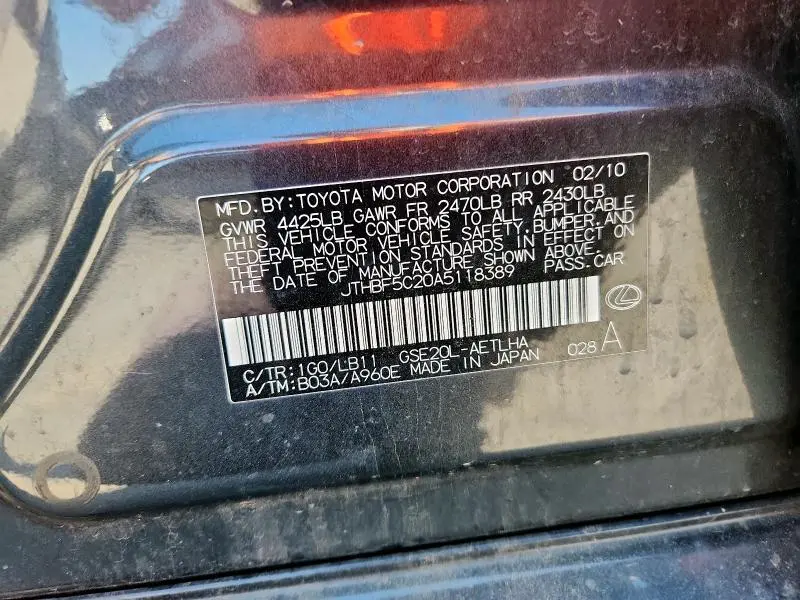 MFD.BY:TOYOTA MOTOR CORPORATION 02/10
GVWR 4425LB GAWR FR 2470LB RR 2430LB
THIS VEHICLE CONFORMS TO ALL APPLICABLE
FEDERAL MOTOR VEHICLE SAFETY,BUMPER,AND
THEFT PREVENTION STANDARDS IN EFFECT ON
THE DATE OF MANUFACTURE SHOWN ABOVE.
JTHBF5C20A5118389 PASS.CAR
C/TR:1G0/LB11 GSE20L-AETLHA
A/TM:B03A/A960E MADE IN JAPAN 028 A